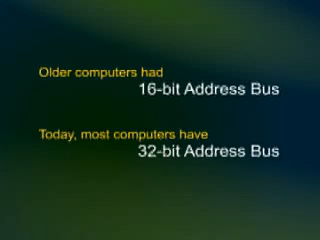 Older computers had
16-bit Address Bus
Today, most computers have
32-bit Address Bus